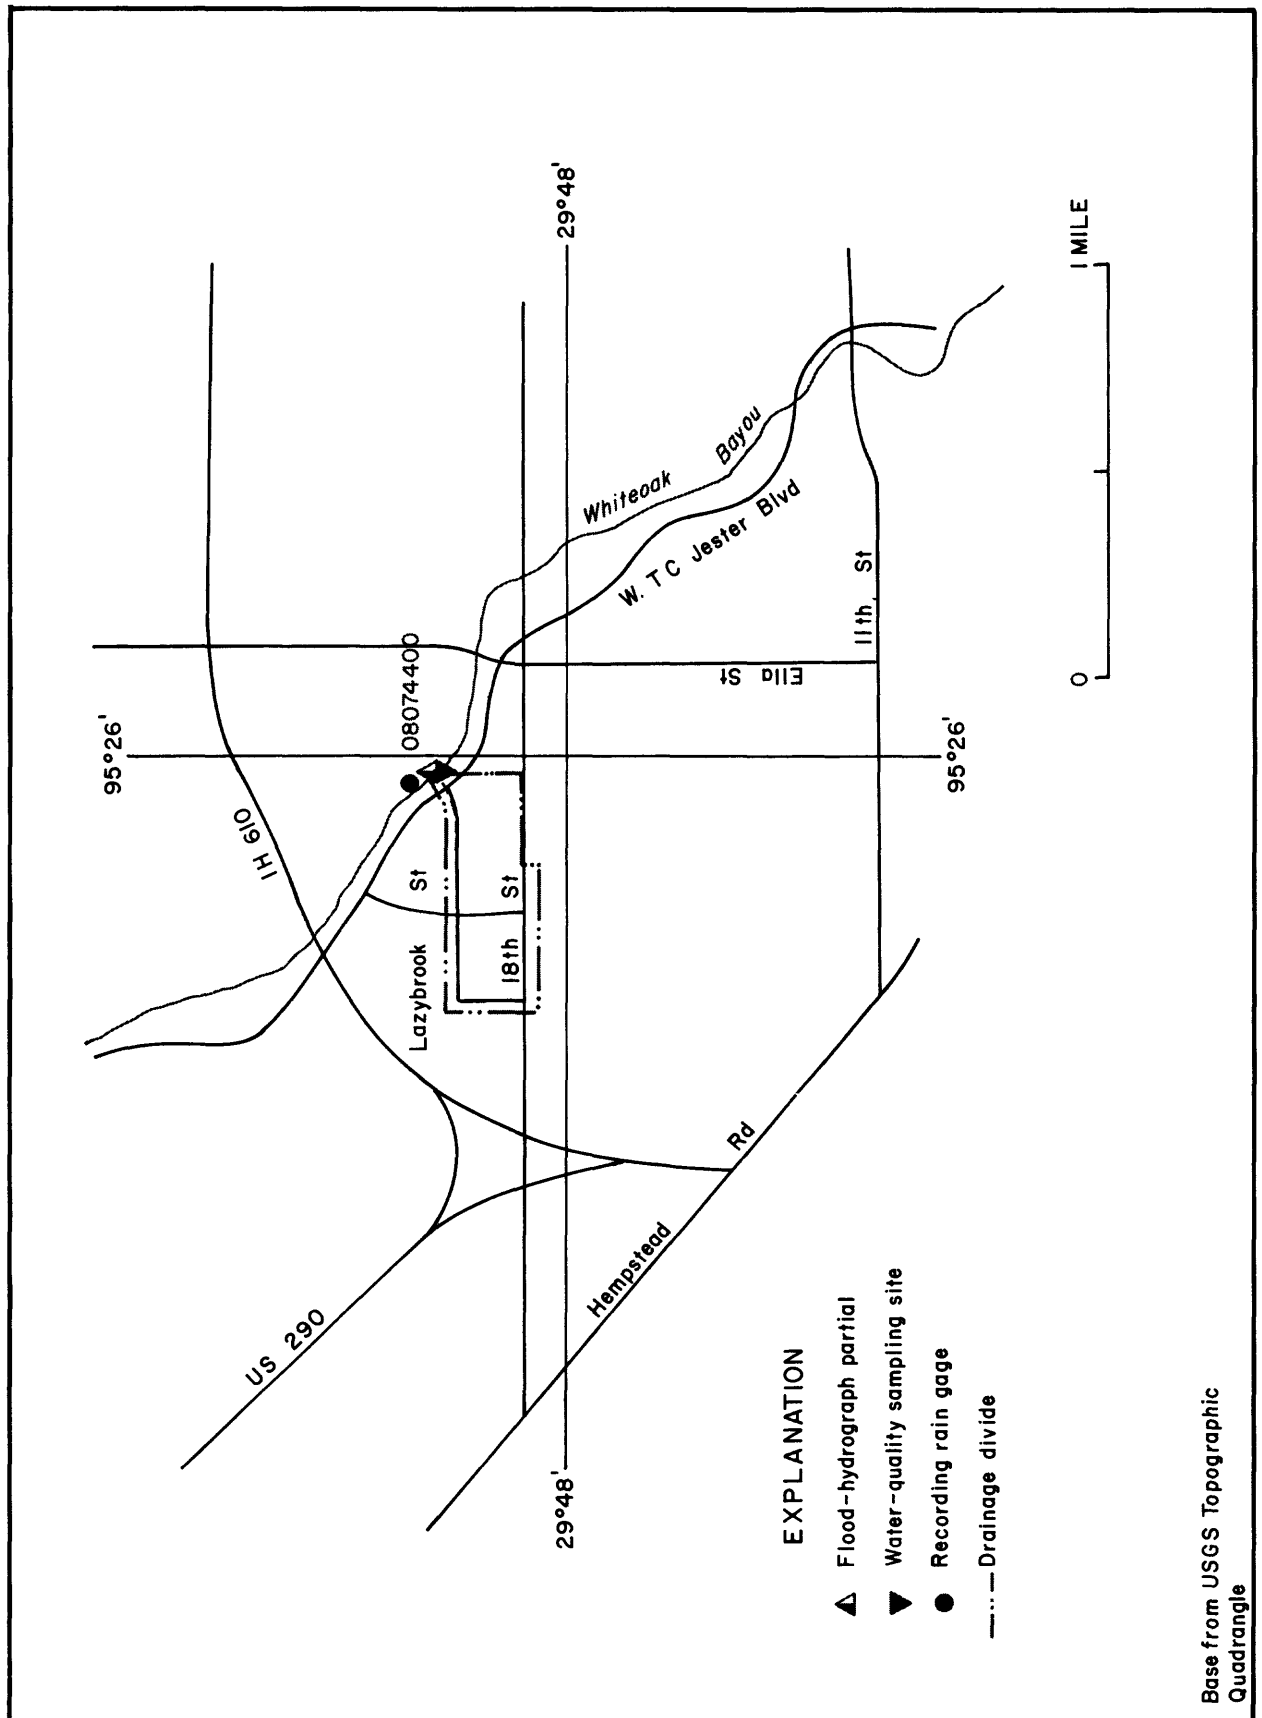 95°26'
IH 610
US 290
08074400
Lazybrook St
18th St
29°48'
29°48'
Whiteoak Bayou
W. TC Jester Blvd
Ella St
11th St
Hempstead Rd
95°26'
0
1 MILE
EXPLANATION
Flood-hydrograph partial
Water-quality sampling site
Recording rain gage
Drainage divide
Base from USGS Topographic
Quadrangle